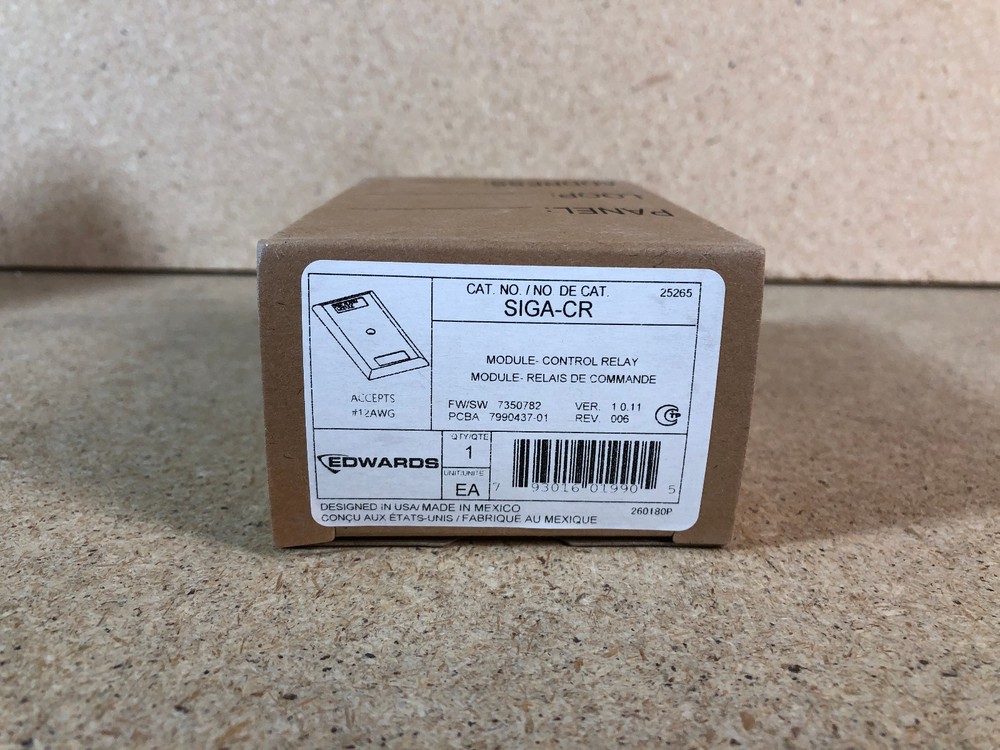 ADDRESS:
LOOP:
PANEL:
CAT. NO. / NO DE CAT.
25265
SIGA-CR
MODULE- CONTROL RELAY
MODULE- RELAIS DE COMMANDE
ACCEPTS
#12AWG
FW/SW 7350782 VER. 1.0.11
PCBA 7990437-01 REV. 006
EDWARDS
QTY/QTE
1
UNIT/UNITE
EA
7 93016 01990 5
DESIGNED IN USA/ MADE IN MEXICO
CONÇU AUX ÉTATS-UNIS / FABRIQUÉ AU MEXIQUE
260180P